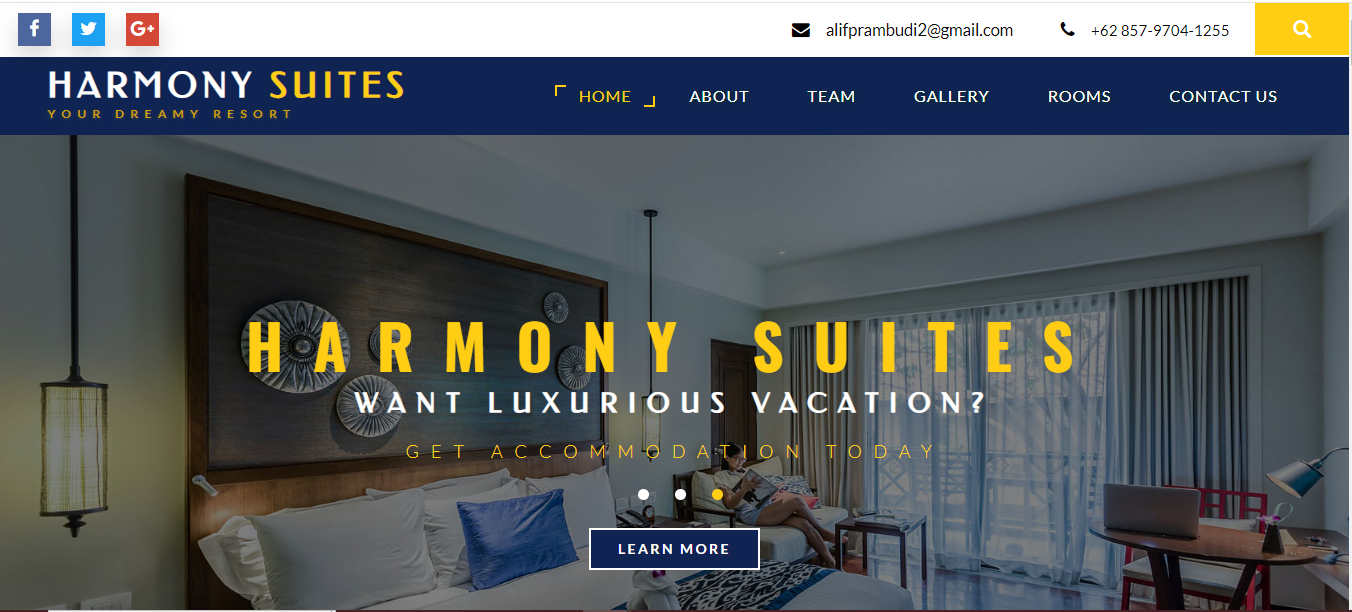 f G+ alifprambudi2@gmail.com +62 857-9704-1255
HARMONY SUITES
YOUR DREAMY RESORT
HOME ABOUT TEAM GALLERY ROOMS CONTACT US
HARMONY SUITES
WANT LUXURIOUS VACATION?
GET ACCOMMODATION TODAY
LEARN MORE